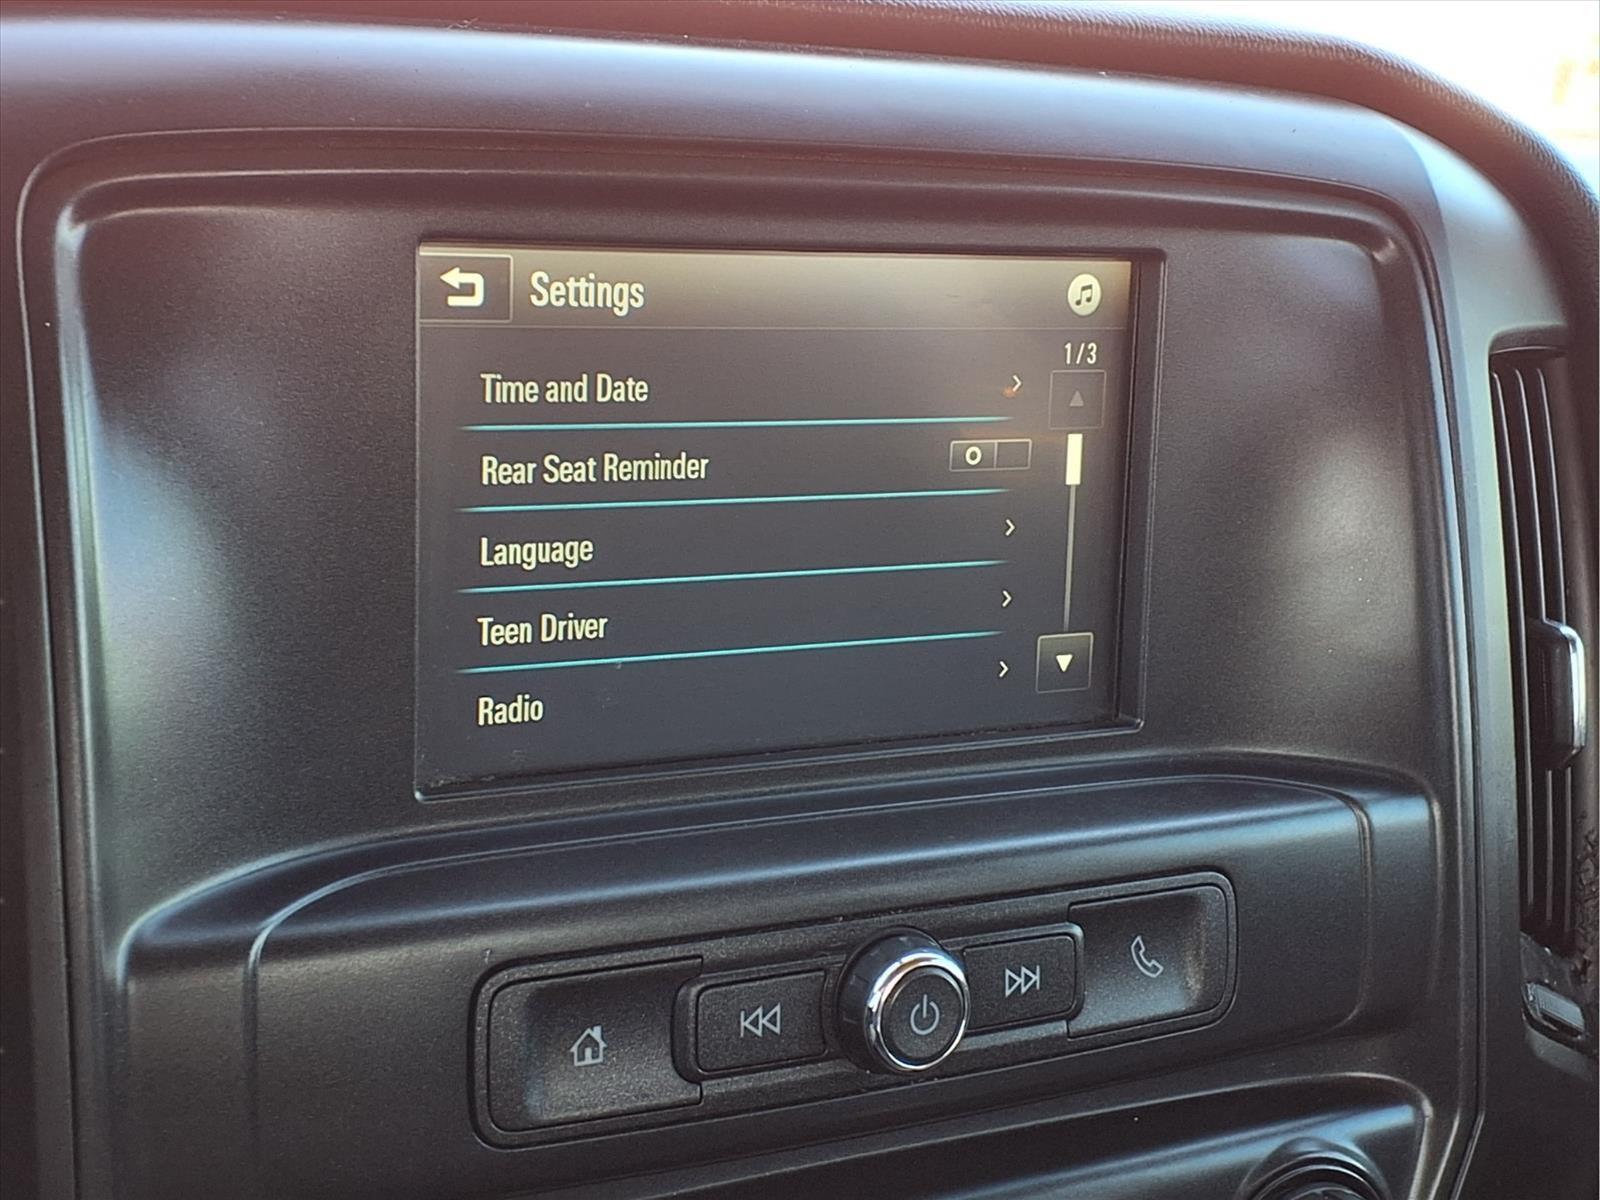 Settings
1/3
Time and Date
Rear Seat Reminder
Language
Teen Driver
Radio